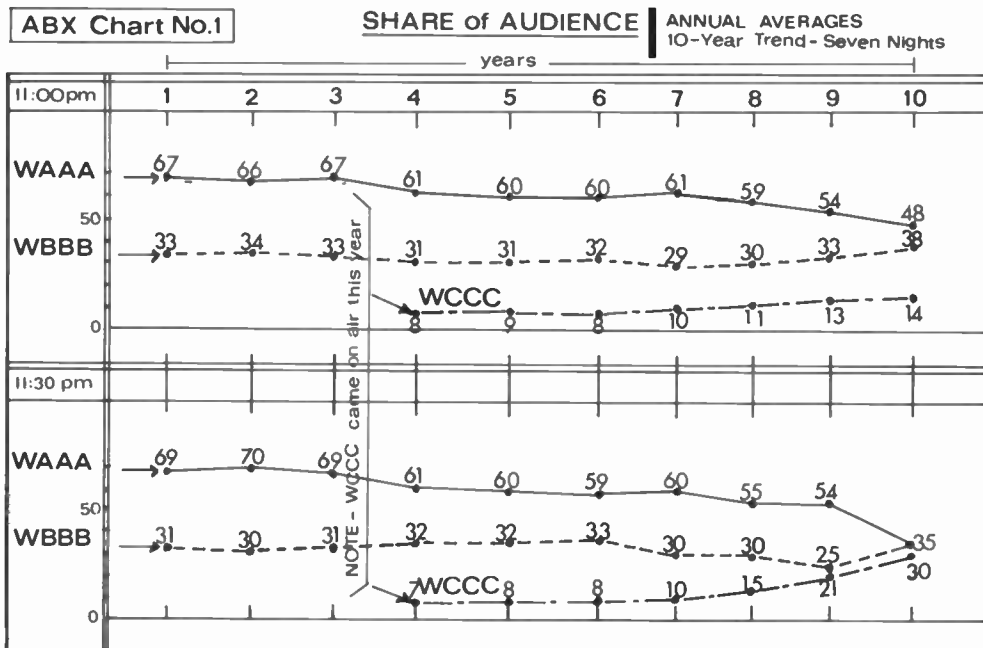 ABX Chart No.1
SHARE of AUDIENCE
ANNUAL AVERAGES
10-Year Trend-Seven Nights
years
11:00pm 1 2 3 4 5 6 7 8 9 10
WAAA 67 66 67 61 60 60 61 59 54 48
50
WBBB 33 34 33 31 31 32 29 30 33 38
WCCC
8 9 8 10 11 13 14
0
NOTE - WCCC came on air this year
11:30 pm
WAAA 69 70 69 61 60 59 60 55 54
50
WBBB 31 30 31 32 32 33 30 30 25 35
WCCC
7 8 8 10 15 21 30
0